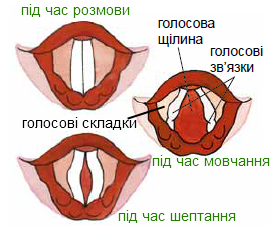 під час розмови
голосова
щілина
голосові
зв'язки
голосові складки
під час мовчання
під час шептання